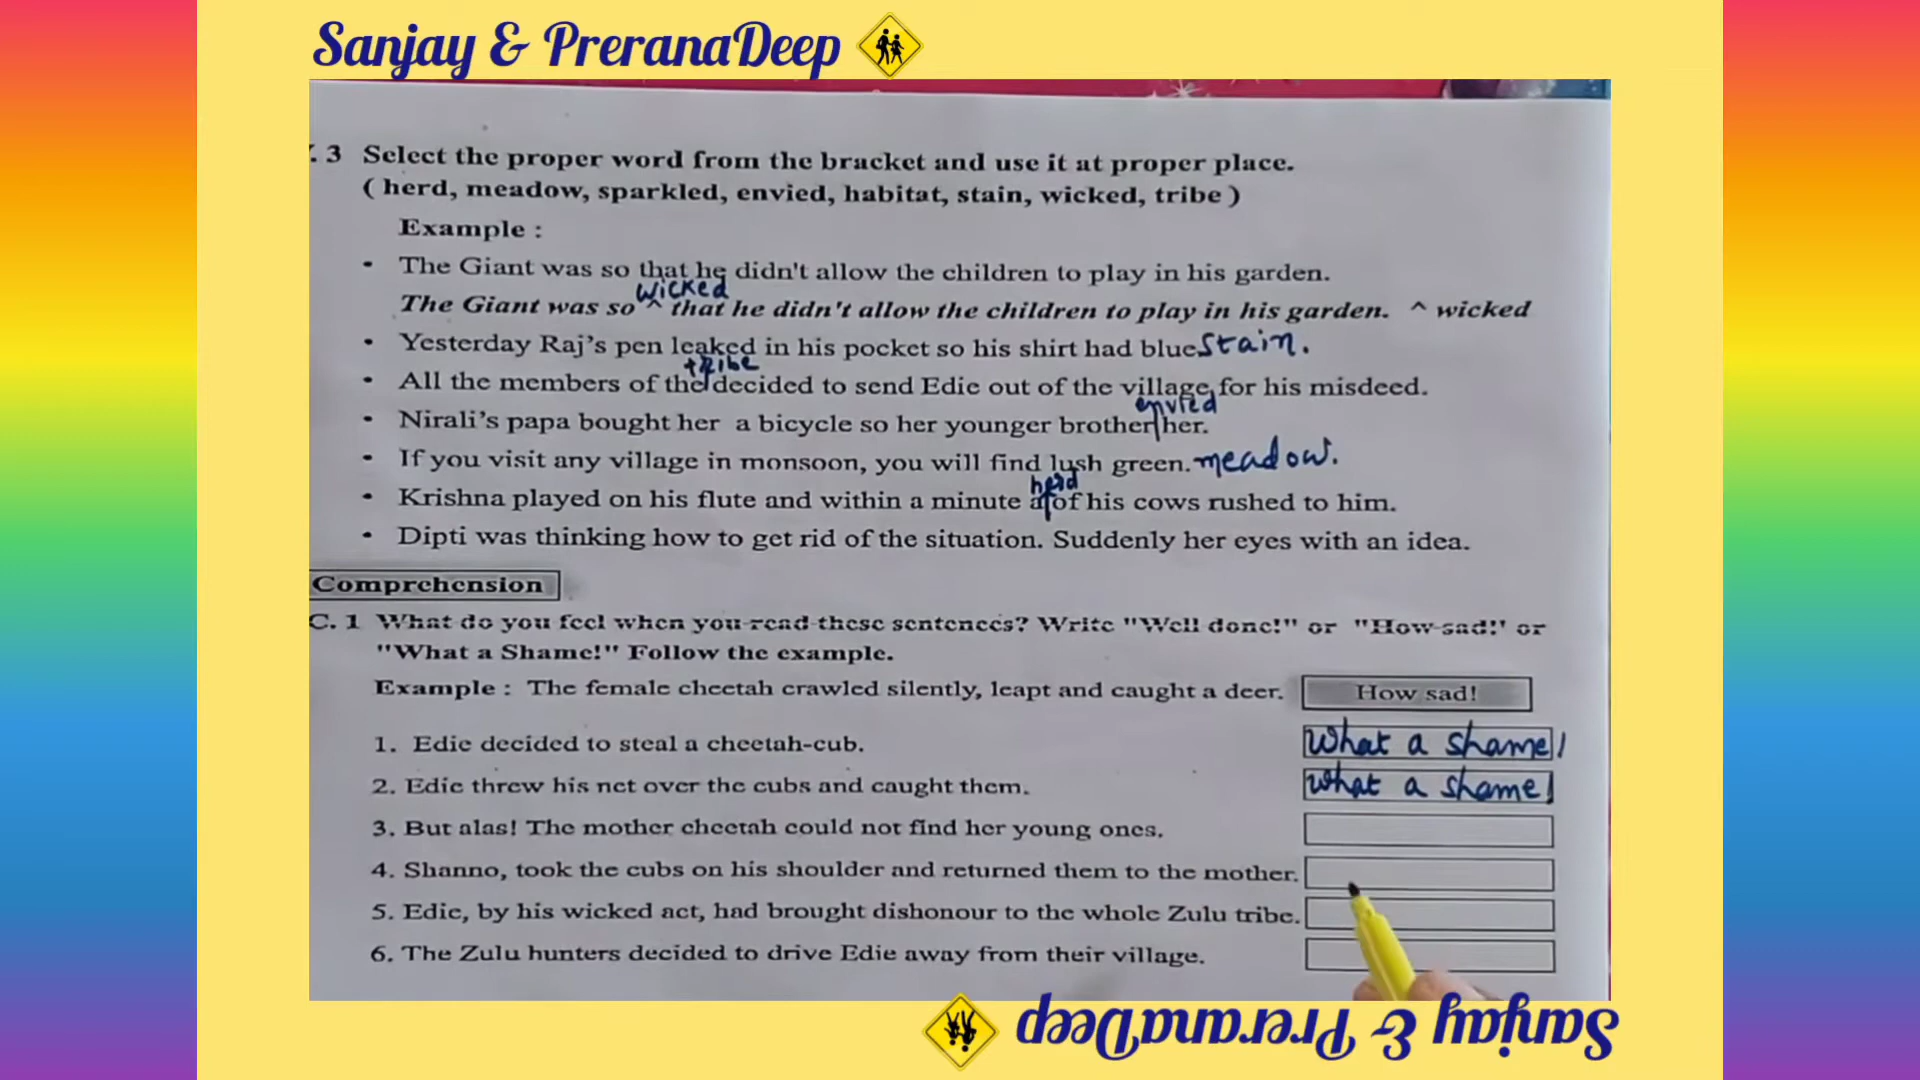 Sanjay & PreranaDeep
. 3 Select the proper word from the bracket and use it at proper place.
( herd, meadow, sparkled, envied, habitat, stain, wicked, tribe )
Example :
• The Giant was so that he didn't allow the children to play in his garden.
wicked
The Giant was so ^ that he didn't allow the children to play in his garden. ^ wicked
• Yesterday Raj's pen leaked in his pocket so his shirt had blue stain.
tribe
• All the members of the decided to send Edie out of the village, for his misdeed.
envied
• Nirali's papa bought her a bicycle so her younger brother her.
• If you visit any village in monsoon, you will find lush green. meadow.
herd
• Krishna played on his flute and within a minute a of his cows rushed to him.
• Dipti was thinking how to get rid of the situation. Suddenly her eyes with an idea.
Comprehension
C. 1 What do you feel when you read these sentences? Write "Well done!" or "How sad!" or
"What a Shame!" Follow the example.
Example : The female cheetah crawled silently, leapt and caught a deer. How sad!
1. Edie decided to steal a cheetah-cub. What a shame!
2. Edie threw his net over the cubs and caught them. What a shame!
3. But alas! The mother cheetah could not find her young ones.
4. Shanno, took the cubs on his shoulder and returned them to the mother.
5. Edie, by his wicked act, had brought dishonour to the whole Zulu tribe.
6. The Zulu hunters decided to drive Edie away from their village.
Sanjay & PreranaDeep